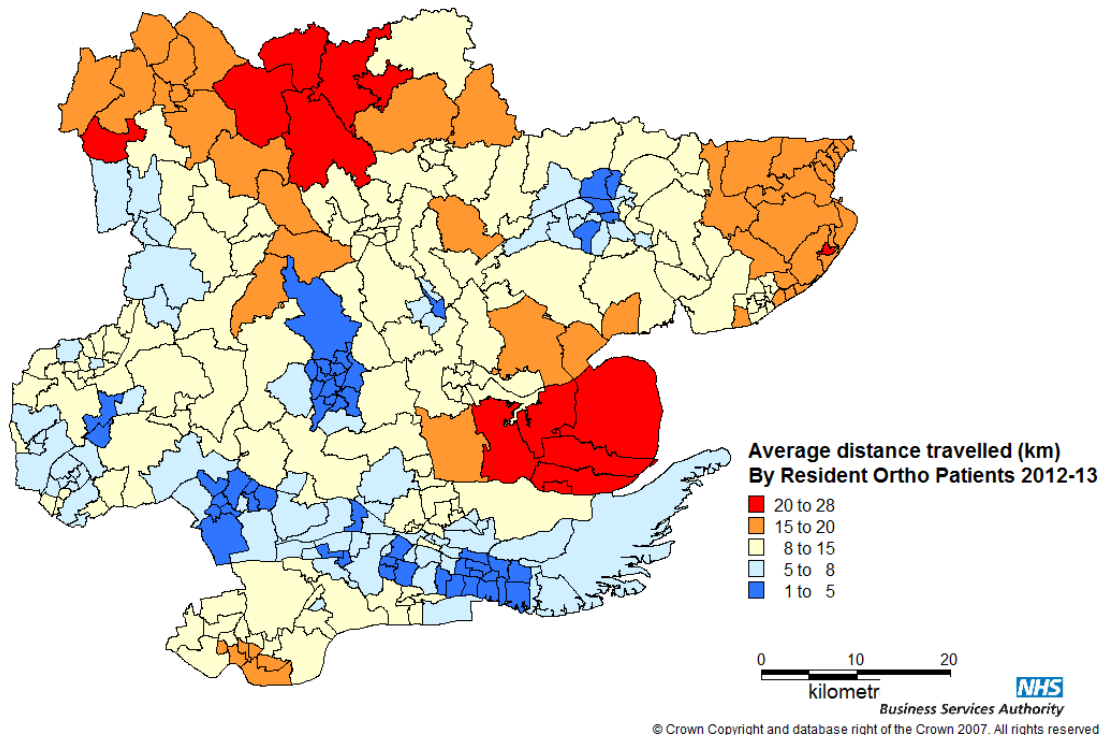 Average distance travelled (km)
By Resident Ortho Patients 2012-13
20 to 28
15 to 20
8 to 15
5 to 8
1 to 5
0 10 20
kilometr
NHS
Business Services Authority
© Crown Copyright and database right of the Crown 2007. All rights reserved